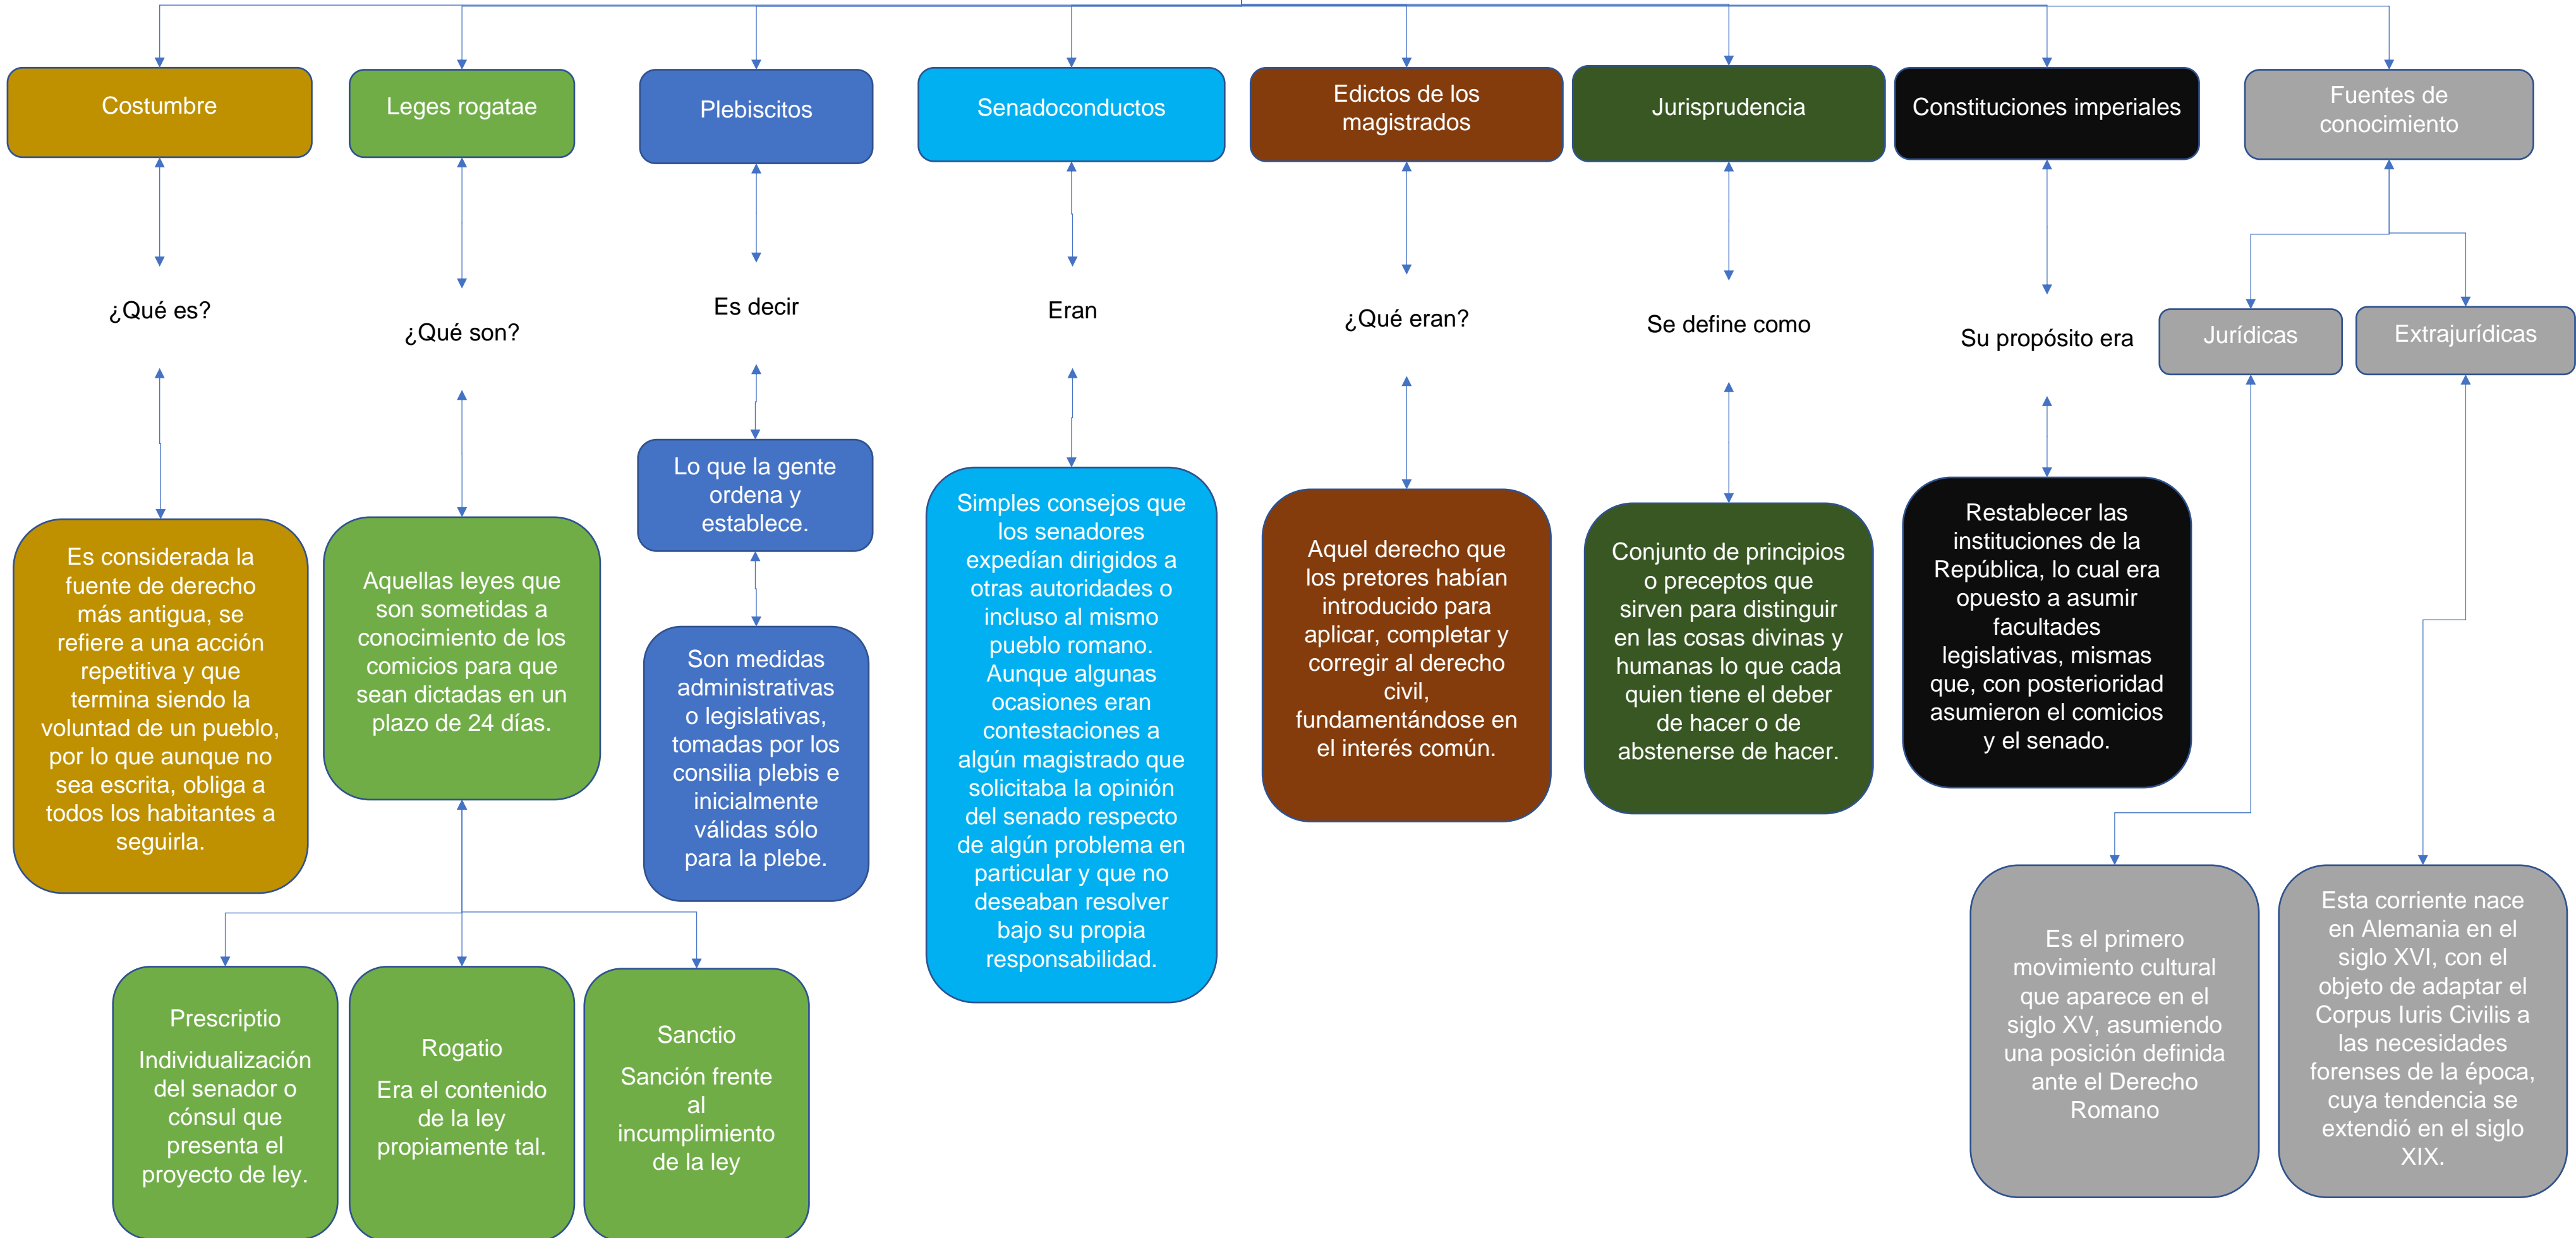 Costumbre
Leges rogatae
Plebiscitos
Senadoconductos
Edictos de los
magistrados
Jurisprudencia
Constituciones imperiales
Fuentes de
conocimiento
¿Qué es?
¿Qué son?
Es decir
Eran
¿Qué eran?
Se define como
Su propósito era
Jurídicas
Extrajurídicas
Es considerada la
fuente de derecho
más antigua, se
refiere a una acción
repetitiva y que
termina siendo la
voluntad de un pueblo,
por lo que aunque no
sea escrita, obliga a
todos los habitantes a
seguirla.
Aquellas leyes que
son sometidas a
conocimiento de los
comicios para que
sean dictadas en un
plazo de 24 días.
Lo que la gente
ordena y
establece.
Son medidas
administrativas
o legislativas,
tomadas por los
consilia plebis e
inicialmente
válidas sólo
para la plebe.
Simples consejos que
los senadores
expedían dirigidos a
otras autoridades o
incluso al mismo
pueblo romano.
Aunque algunas
ocasiones eran
contestaciones a
algún magistrado que
solicitaba la opinión
del senado respecto
de algún problema en
particular y que no
deseaban resolver
bajo su propia
responsabilidad.
Aquel derecho que
los pretores habían
introducido para
aplicar, completar y
corregir al derecho
civil,
fundamentándose en
el interés común.
Conjunto de principios
o preceptos que
sirven para distinguir
en las cosas divinas y
humanas lo que cada
quien tiene el deber
de hacer o de
abstenerse de hacer.
Restablecer las
instituciones de la
República, lo cual era
opuesto a asumir
facultades
legislativas, mismas
que, con posterioridad
asumieron el comicios
y el senado.
Prescriptio
Individualización
del senador o
cónsul que
presenta el
proyecto de ley.
Rogatio
Era el contenido
de la ley
propiamente tal.
Sanctio
Sanción frente
al
incumplimiento
de la ley
Es el primero
movimiento cultural
que aparece en el
siglo XV, asumiendo
una posición definida
ante el Derecho
Romano
Esta corriente nace
en Alemania en el
siglo XVI, con el
objeto de adaptar el
Corpus Iuris Civilis a
las necesidades
forenses de la época,
cuya tendencia se
extendió en el siglo
XIX.